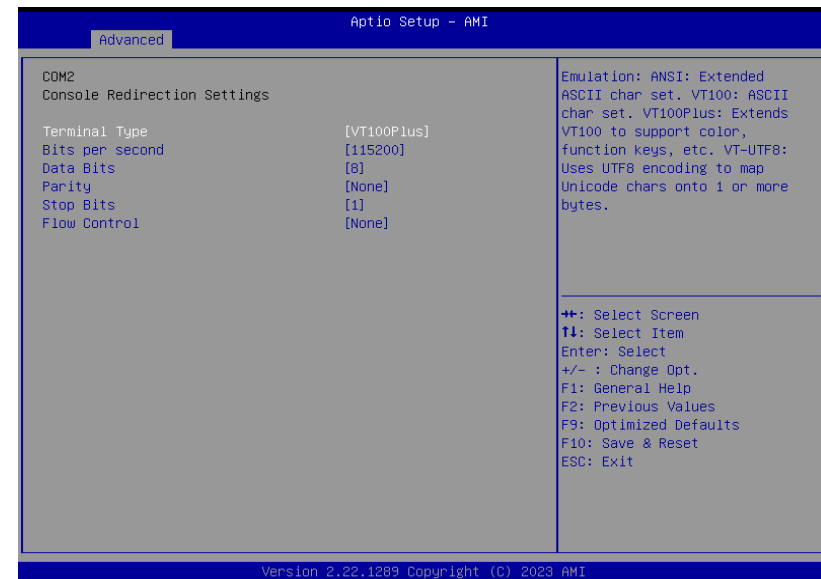 Aptio Setup – AMI
Advanced
COM2
Console Redirection Settings
Terminal Type [VT100Plus]
Bits per second [115200]
Data Bits [8]
Parity [None]
Stop Bits [1]
Flow Control [None]
Emulation: ANSI: Extended
ASCII char set. VT100: ASCII
char set. VT100Plus: Extends
VT100 to support color,
function keys, etc. VT-UTF8:
Uses UTF8 encoding to map
Unicode chars onto 1 or more
bytes.
→←: Select Screen
↑↓: Select Item
Enter: Select
+/- : Change Opt.
F1: General Help
F2: Previous Values
F9: Optimized Defaults
F10: Save & Reset
ESC: Exit
Version 2.22.1289 Copyright (C) 2023 AMI